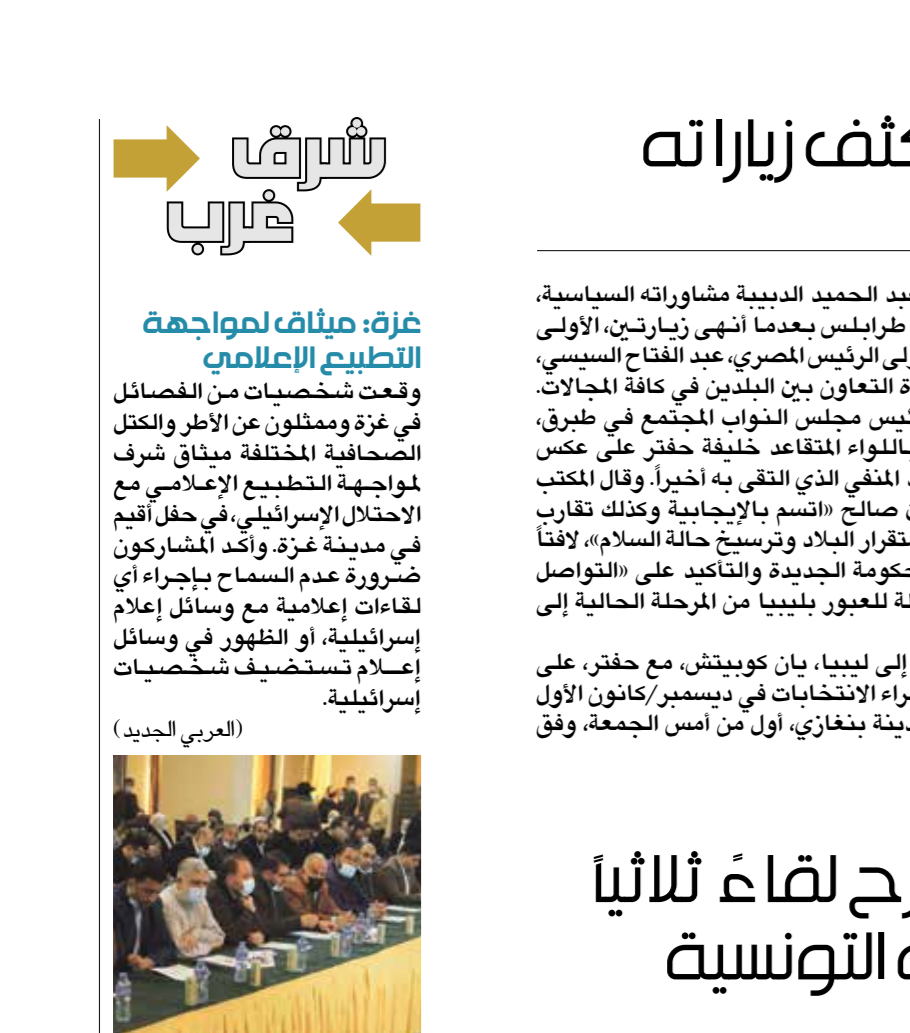 كثف زياراته
عبد الحميد الدبيبة مشاوراته السياسية،
طرابلس بعدما أنهى زيارتين، الأولى
الرئيس المصري، عبد الفتاح السيسي،
التعاون بين البلدين في كافة المجالات.
مجلس النواب المجتمع في طبرق،
باللواء المتقاعد خليفة حفتر على عكس
المنفي الذي التقى به أخيراً. وقال المكتب
صالح «اتسم بالإيجابية وكذلك تقارب
البلاد وترسيخ حالة السلام»، لافتاً
الجديدة والتأكيد على «التواصل
للعبور بليبيا من المرحلة الحالية إلى
إلى ليبيا، يان كوبيتش، مع حفتر، على
الانتخابات في ديسمبر/كانون الأول
بنغازي، أول من أمس الجمعة، وفق
لقاءً ثلاثياً
التونسية
شرق
غرب
غزة: ميثاق لمواجهة
التطبيع الإعلامي
وقعت شخصيات من الفصائل
في غزة وممثلون عن الأطر والكتل
الصحافية المختلفة ميثاق شرف
لمواجهة التطبيع الإعلامي مع
الاحتلال الإسرائيلي، في حفل أقيم
في مدينة غزة. وأكد المشاركون
ضرورة عدم السماح بإجراء أي
لقاءات إعلامية مع وسائل إعلام
إسرائيلية، أو الظهور في وسائل
إعلام تستضيف شخصيات
إسرائيلية.
(العربي الجديد)